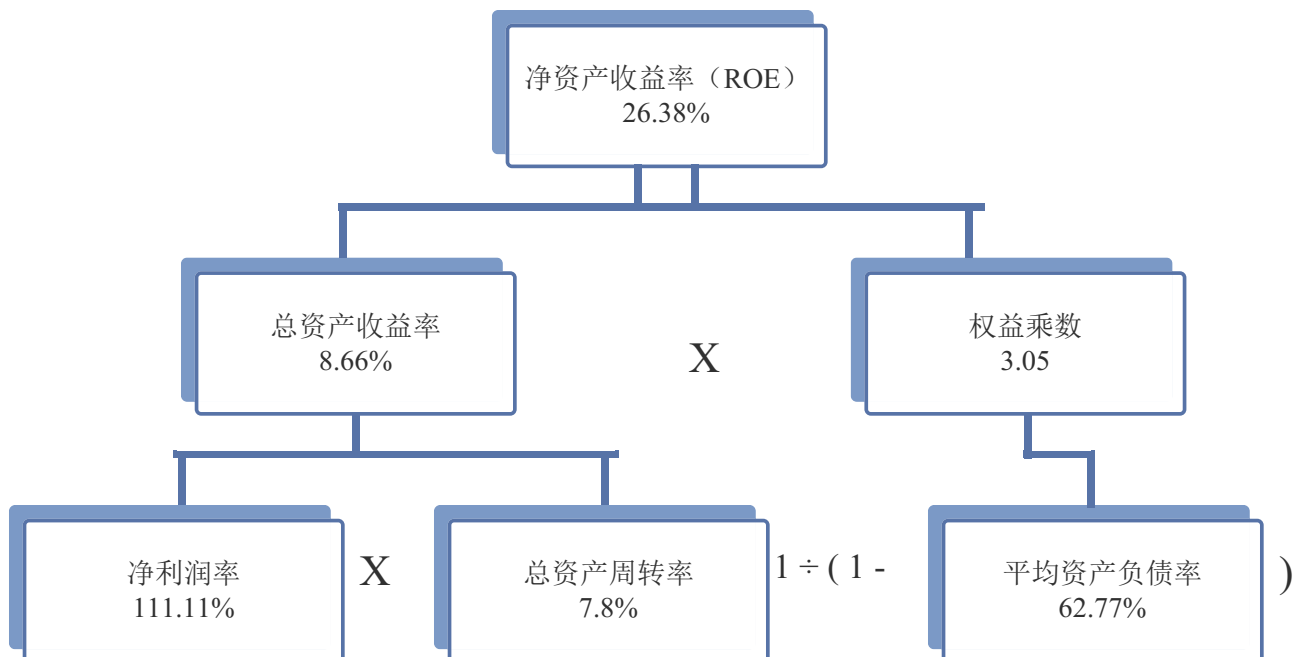 净资产收益率（ROE）
26.38%
总资产收益率
8.66%
X
权益乘数
3.05
净利润率
111.11%
X
总资产周转率
7.8%
1 ÷ ( 1 -
平均资产负债率
62.77%
)